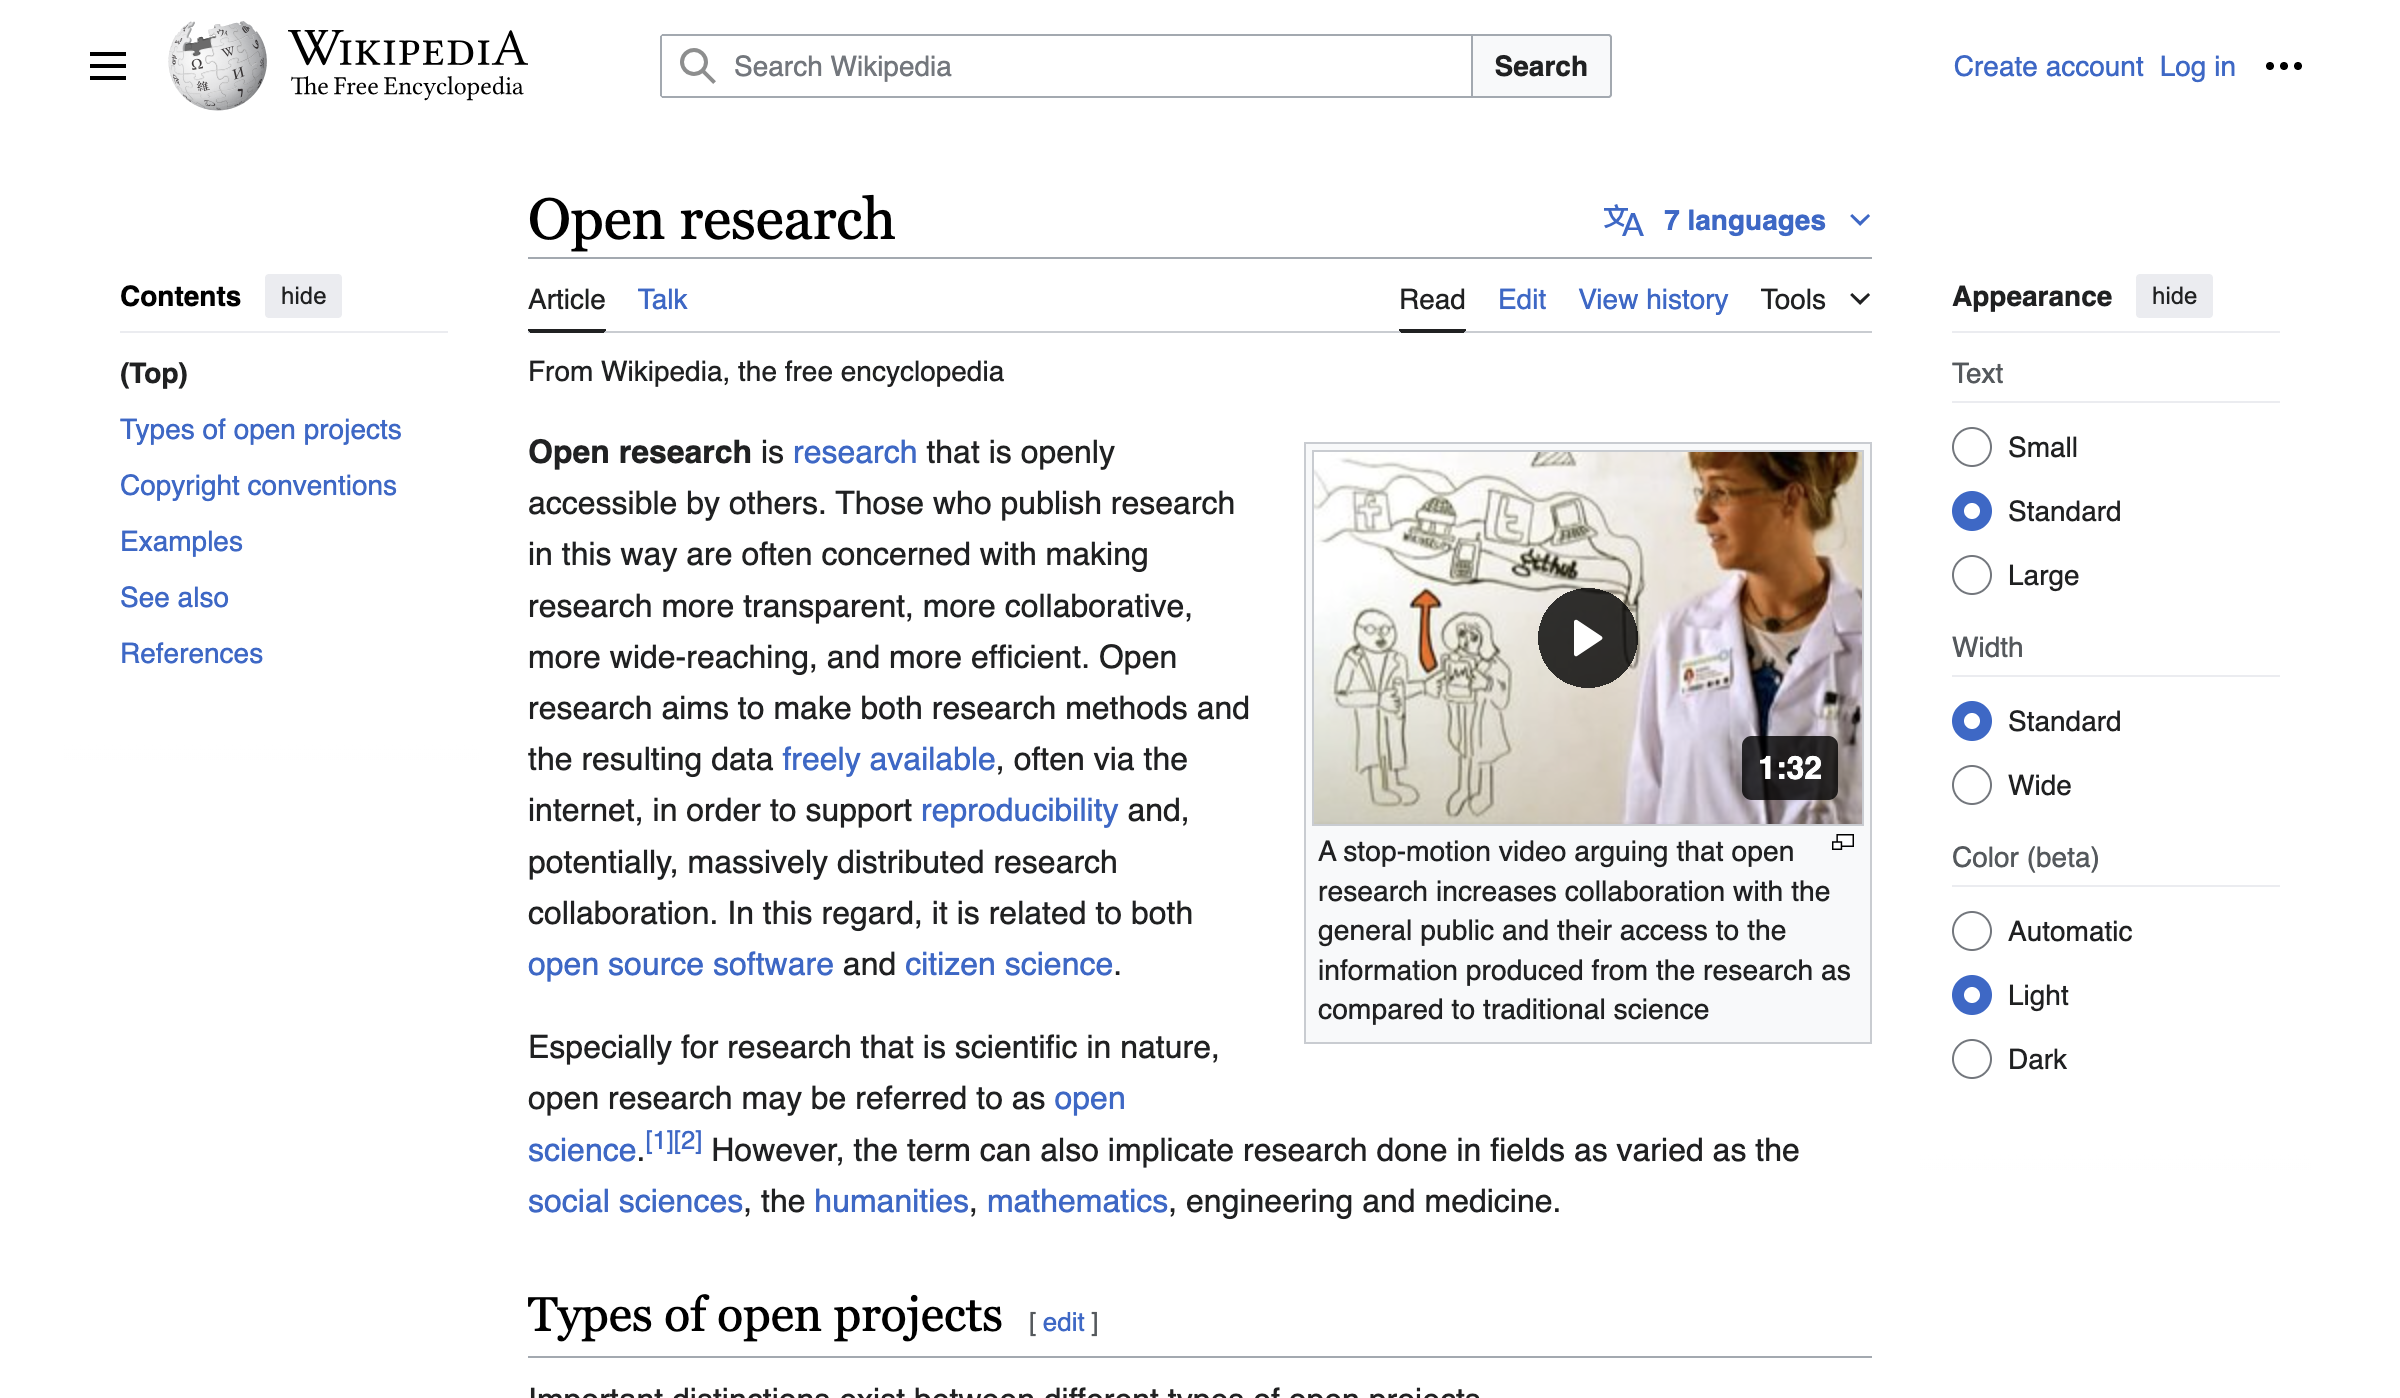 WIKIPEDIA
The Free Encyclopedia
Search Wikipedia
Search
Create account Log in
Open research
7 languages
Contents hide
(Top)
Types of open projects
Copyright conventions
Examples
See also
References
Article Talk
Read Edit View history Tools
From Wikipedia, the free encyclopedia
Open research is research that is openly
accessible by others. Those who publish research
in this way are often concerned with making
research more transparent, more collaborative,
more wide-reaching, and more efficient. Open
research aims to make both research methods and
the resulting data freely available, often via the
internet, in order to support reproducibility and,
potentially, massively distributed research
collaboration. In this regard, it is related to both
open source software and citizen science.
github
1:32
A stop-motion video arguing that open
research increases collaboration with the
general public and their access to the
information produced from the research as
compared to traditional science
Especially for research that is scientific in nature,
open research may be referred to as open
science.[1][2] However, the term can also implicate research done in fields as varied as the
social sciences, the humanities, mathematics, engineering and medicine.
Types of open projects [ edit ]
Important distinctions exist between different types of open projects.
Appearance hide
Text
Small
Standard
Large
Width
Standard
Wide
Color (beta)
Automatic
Light
Dark